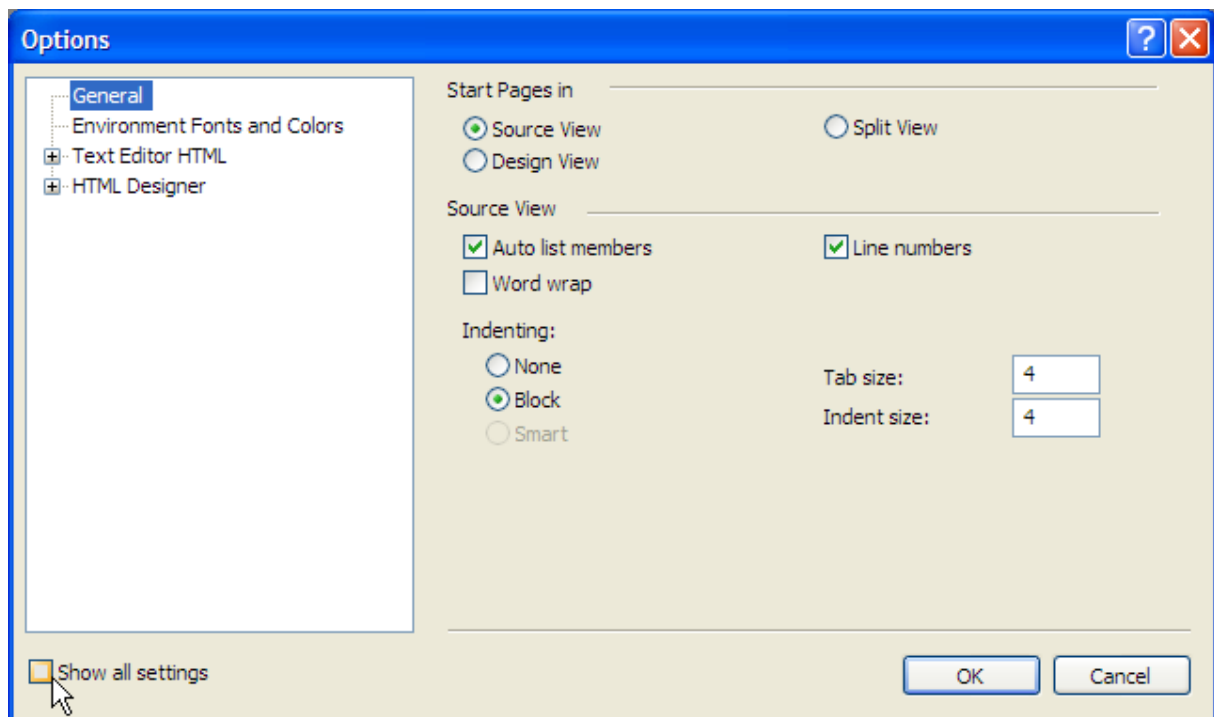 Options
General
Environment Fonts and Colors
Text Editor HTML
HTML Designer
Start Pages in
Source View Split View
Design View
Source View
Auto list members Line numbers
Word wrap
Indenting:
None
Block
Smart
Tab size: 4
Indent size: 4
Show all settings
OK Cancel